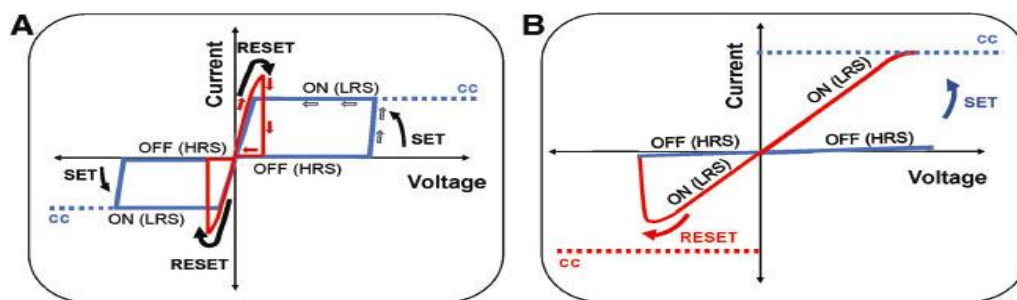 A
Current
RESET
ON (LRS)
cc
SET
OFF (HRS)
OFF (HRS)
Voltage
SET
cc
ON (LRS)
RESET
B
Current
cc
ON (LRS)
SET
OFF (HRS)
OFF (HRS)
Voltage
ON (LRS)
RESET
cc